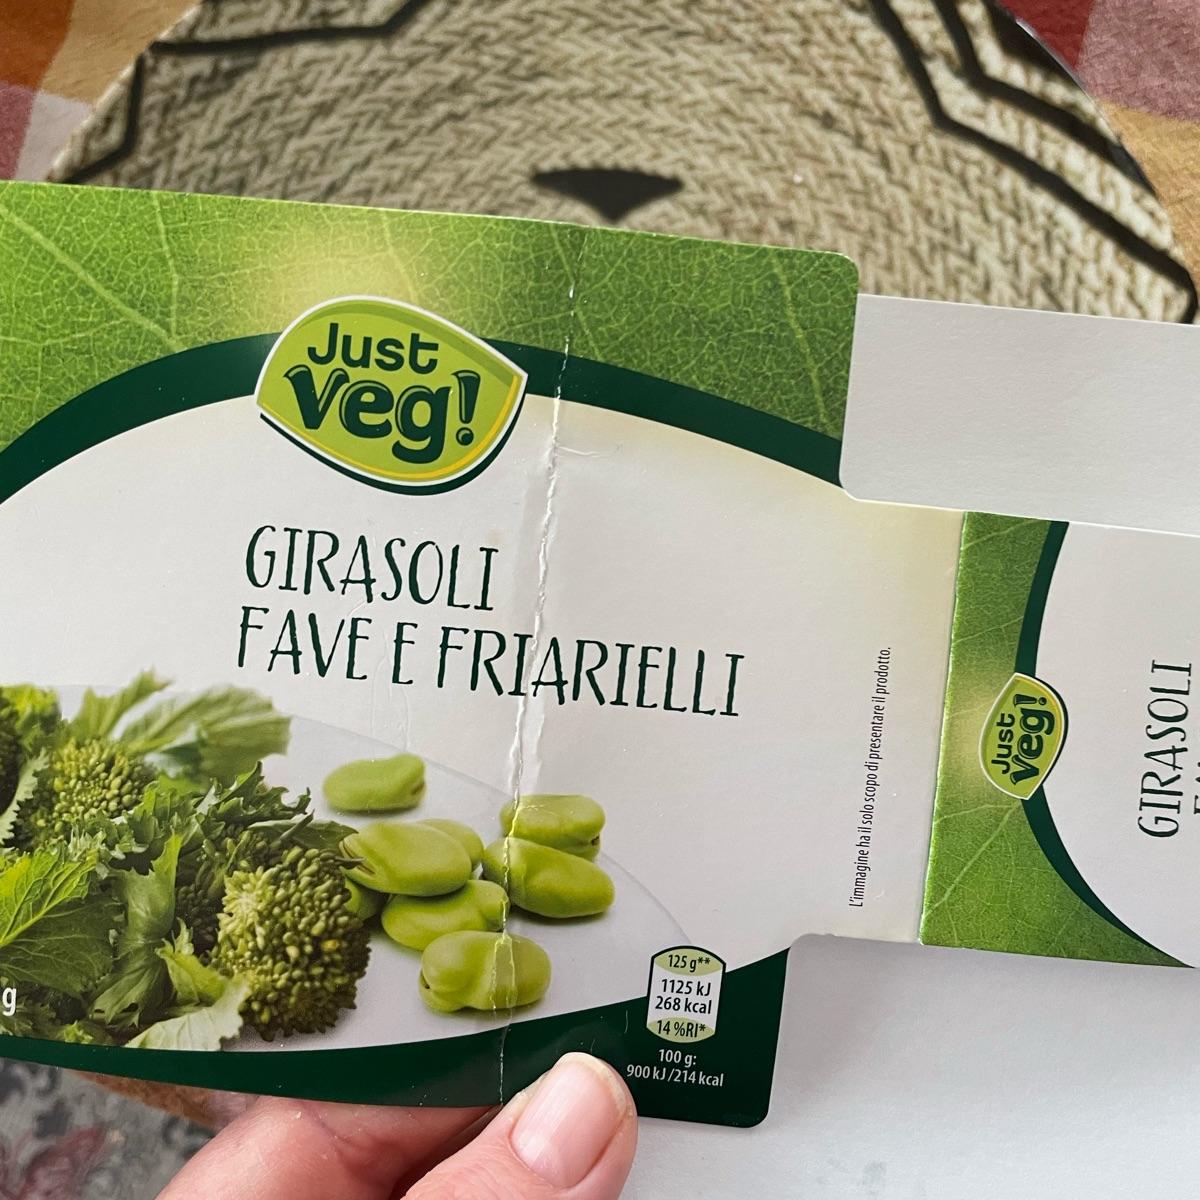 Just
veg!
GIRASOLI
FAVE E FRIARIELLI
L'immagine ha il solo scopo di presentare il prodotto.
g
125 g**
1125 kJ
268 kcal
14 %RI*
100 g:
900 kJ/214 kcal
Just
veg!
GIRASOLI